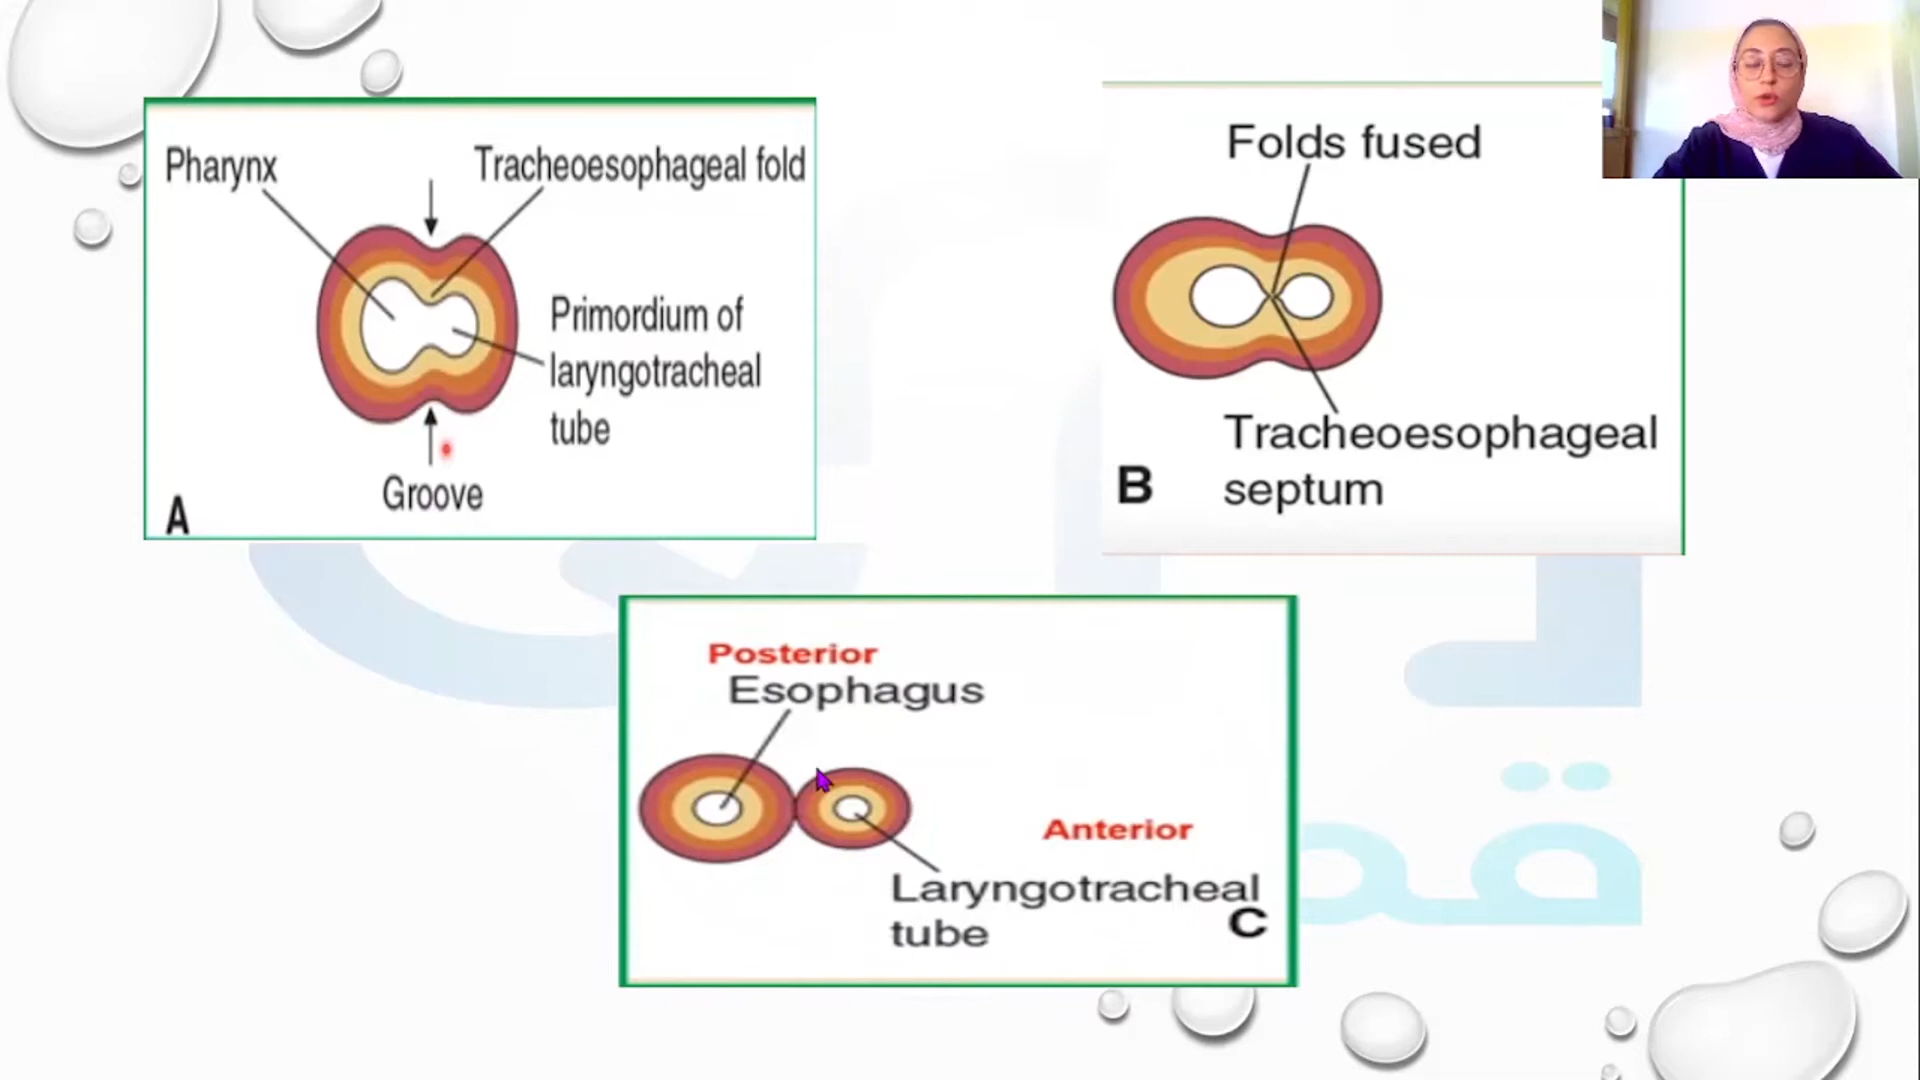 Pharynx
Tracheoesophageal fold
Primordium of
laryngotracheal
tube
Groove
A
Folds fused
Tracheoesophageal
septum
B
Posterior
Esophagus
Anterior
Laryngotracheal
tube
C